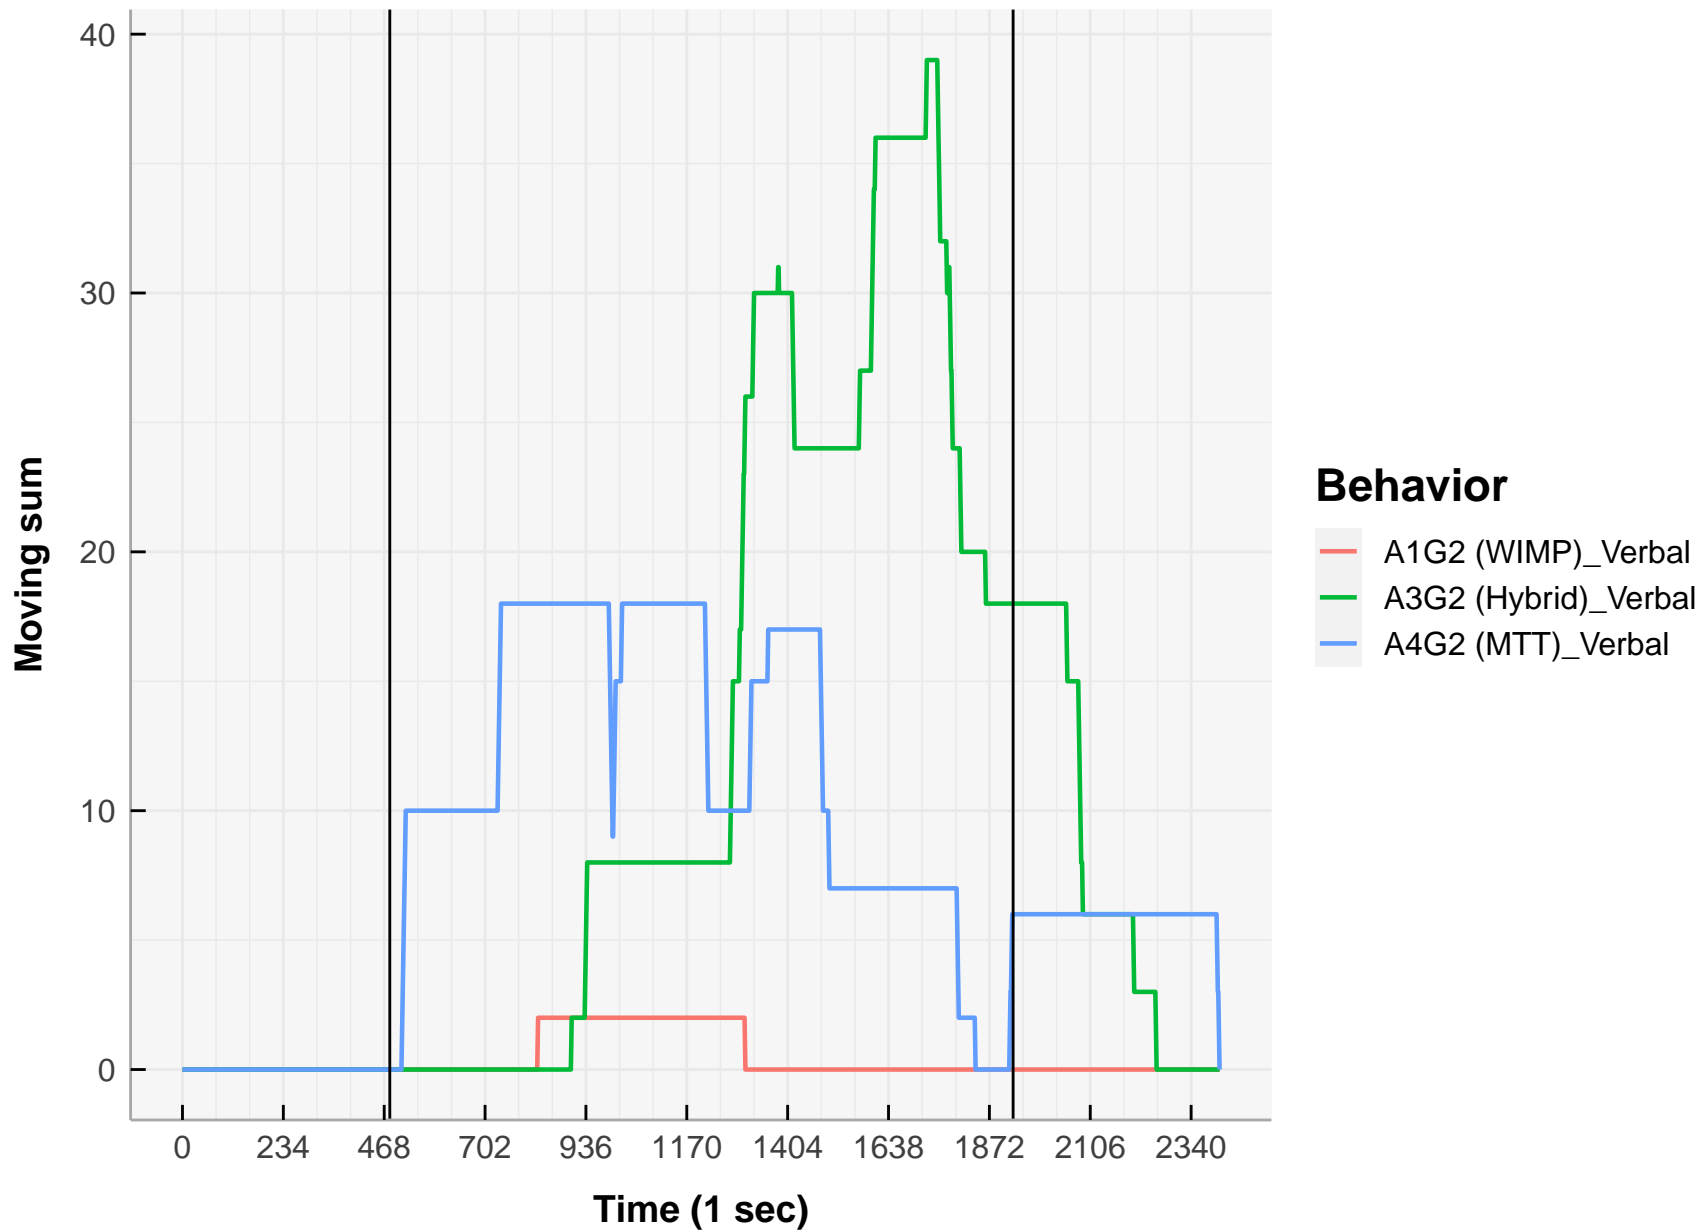 40
30
20
10
0
Moving sum
0 234 468 702 936 1170 1404 1638 1872 2106 2340
Time (1 sec)
Behavior
A1G2 (WIMP)_Verbal
A3G2 (Hybrid)_Verbal
A4G2 (MTT)_Verbal